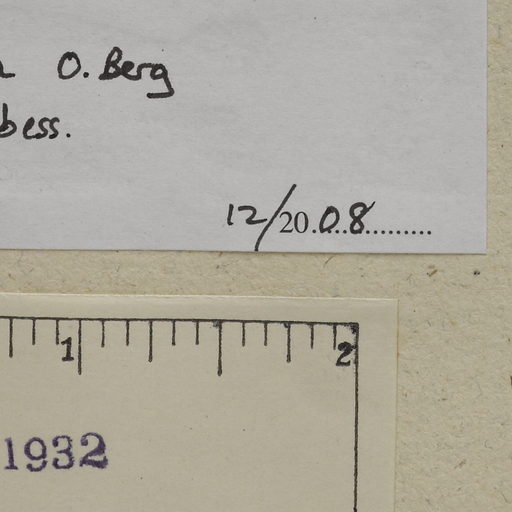 O. Berg
bess.
12/20.08.........
1 2
1932